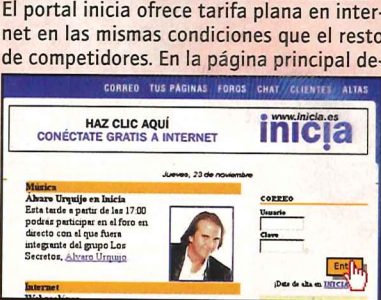 El portal inicia ofrece tarifa plana en inter-
net en las mismas condiciones que el resto
de competidores. En la página principal de-
CORREO TUS PÁGINAS FOROS CHAT CLIENTES ALTAS
HAZ CLIC AQUÍ
CONÉCTATE GRATIS A INTERNET
www.inicia.es
inicia
Jueves, 23 de noviembre
Música
Álvaro Urquijo en Inicia
Esta tarde a partir de las 17:00
podras participar en el foro en
directo con el que fuera
integrante del grupo Los
Secretos, Alvaro Urquijo
CORREO
Usuario
Clave
Ent
¡Date de alta en INICIA
Internet